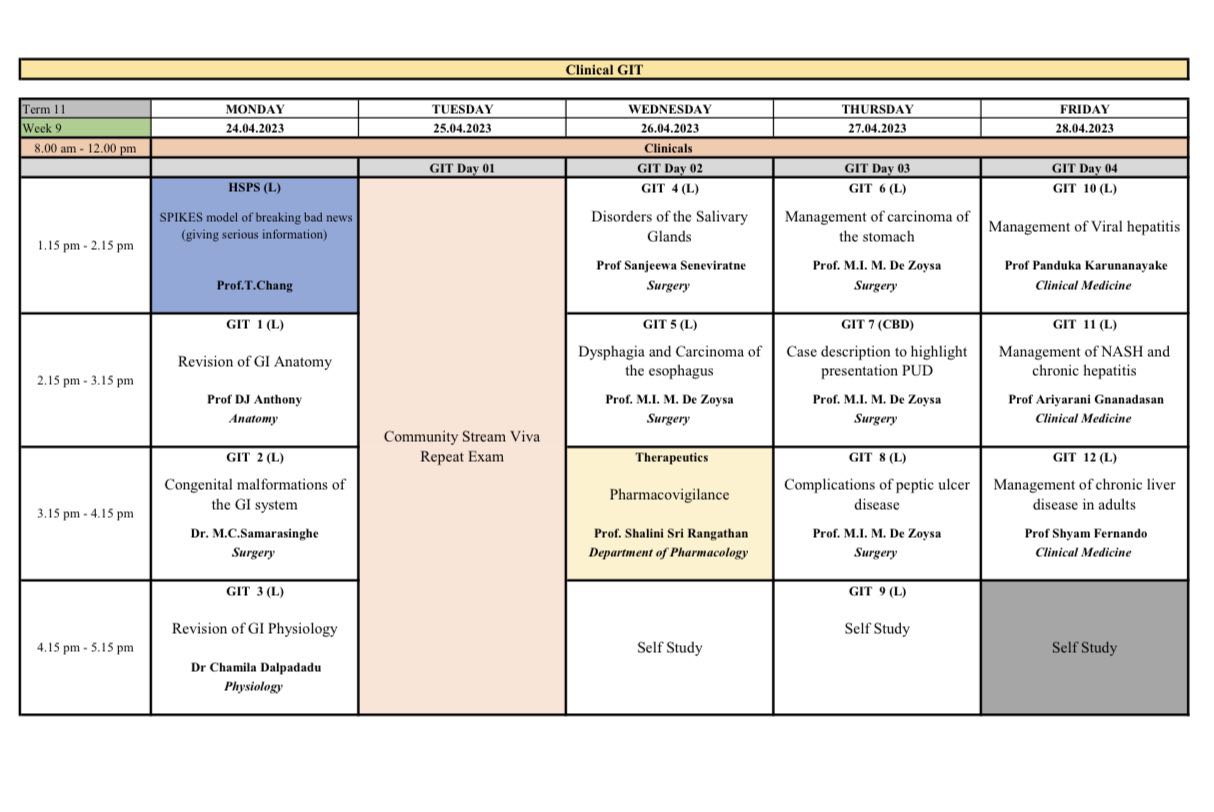 Clinical GIT
Term 11
MONDAY
TUESDAY
WEDNESDAY
THURSDAY
FRIDAY
Week 9
24.04.2023
25.04.2023
26.04.2023
27.04.2023
28.04.2023
8.00 am - 12.00 pm
Clinicals
GIT Day 01
GIT Day 02
GIT Day 03
GIT Day 04
1.15 pm - 2.15 pm
HSPS (L)
SPIKES model of breaking bad news
(giving serious information)
Prof.T.Chang
Community Stream Viva
Repeat Exam
GIT 4 (L)
Disorders of the Salivary
Glands
Prof Sanjeewa Seneviratne
Surgery
GIT 6 (L)
Management of carcinoma of
the stomach
Prof. M.I. M. De Zoysa
Surgery
GIT 10 (L)
Management of Viral hepatitis
Prof Panduka Karunanayake
Clinical Medicine
2.15 pm - 3.15 pm
GIT 1 (L)
Revision of GI Anatomy
Prof DJ Anthony
Anatomy
GIT 5 (L)
Dysphagia and Carcinoma of
the esophagus
Prof. M.I. M. De Zoysa
Surgery
GIT 7 (CBD)
Case description to highlight
presentation PUD
Prof. M.I. M. De Zoysa
Surgery
GIT 11 (L)
Management of NASH and
chronic hepatitis
Prof Ariyarani Gnanadasan
Clinical Medicine
3.15 pm - 4.15 pm
GIT 2 (L)
Congenital malformations of
the GI system
Dr. M.C.Samarasinghe
Surgery
Therapeutics
Pharmacovigilance
Prof. Shalini Sri Rangathan
Department of Pharmacology
GIT 8 (L)
Complications of peptic ulcer
disease
Prof. M.I. M. De Zoysa
Surgery
GIT 12 (L)
Management of chronic liver
disease in adults
Prof Shyam Fernando
Clinical Medicine
4.15 pm - 5.15 pm
GIT 3 (L)
Revision of GI Physiology
Dr Chamila Dalpadadu
Physiology
Self Study
GIT 9 (L)
Self Study
Self Study